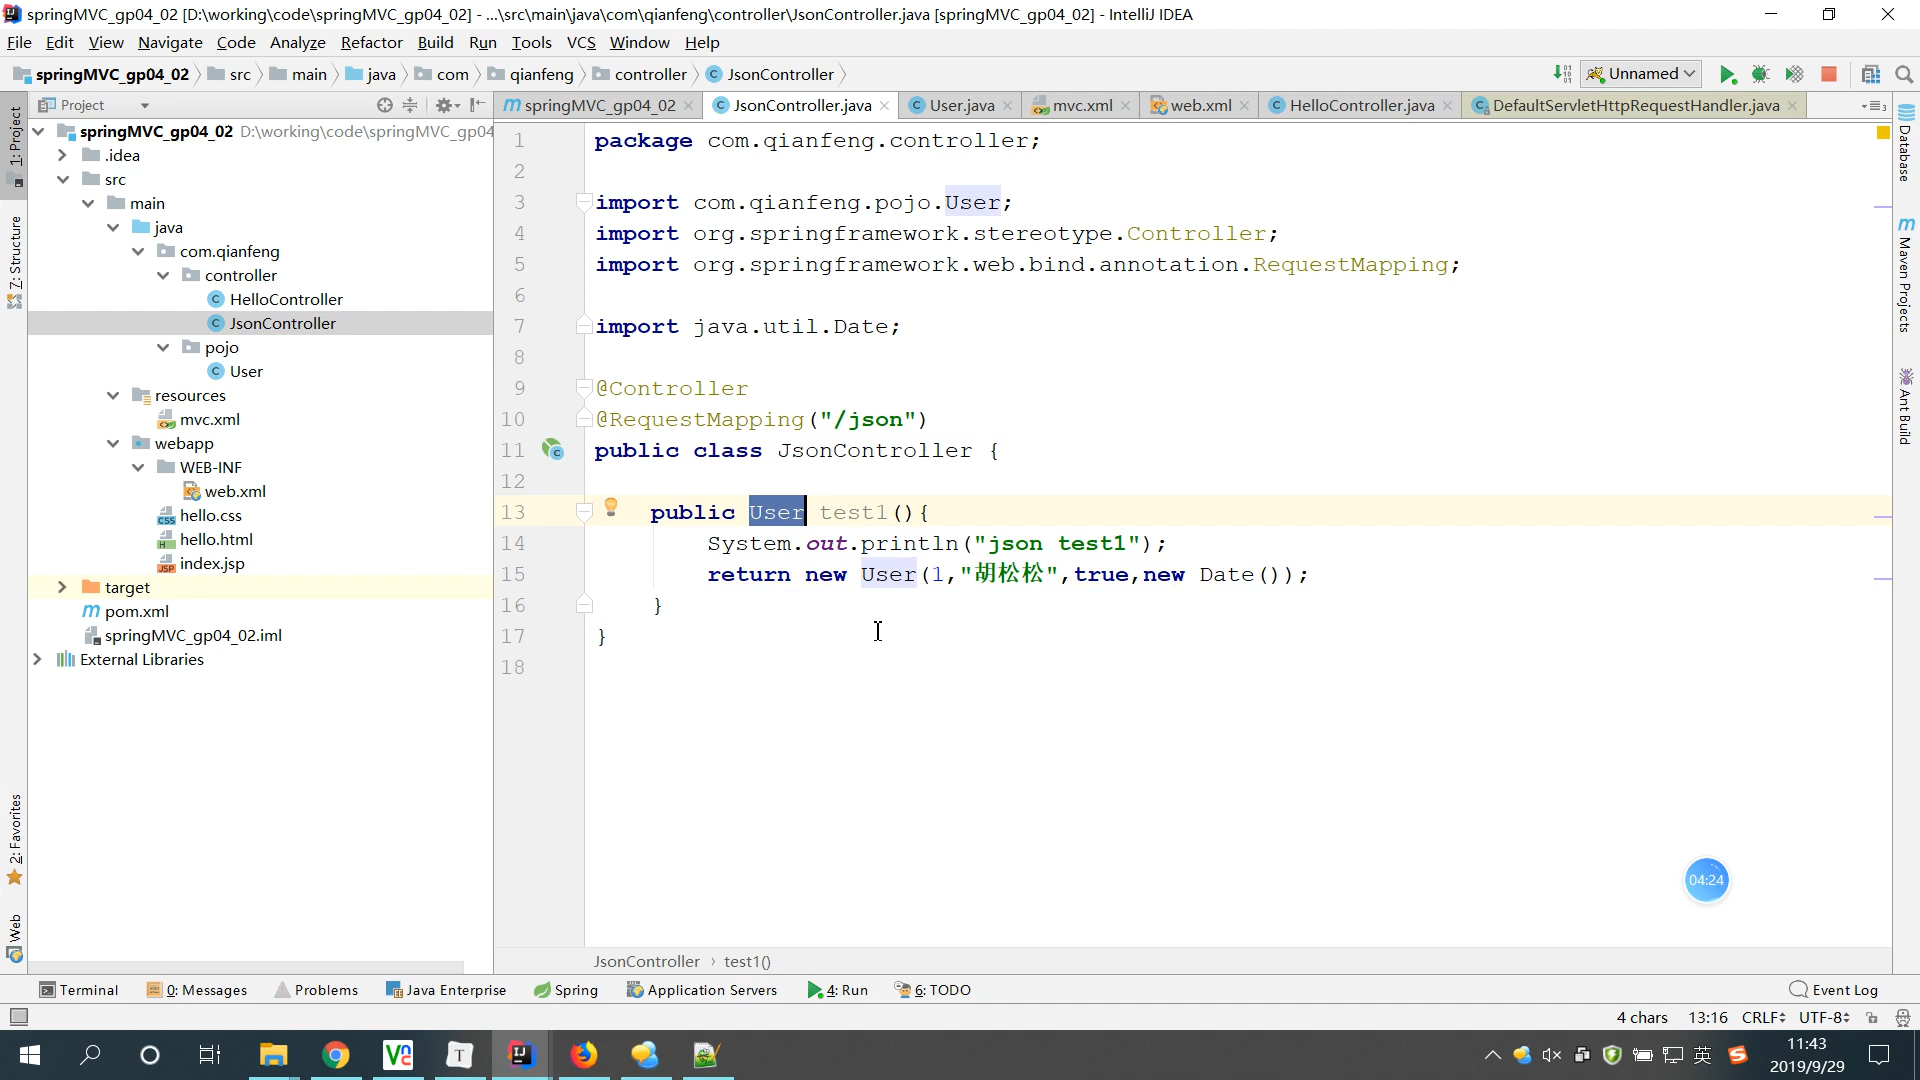 springMVC_gp04_02 [D:\working\code\springMVC_gp04_02] - ...\src\main\java\com\qianfeng\controller\JsonController.java [springMVC_gp04_02] - IntelliJ IDEA
File Edit View Navigate Code Analyze Refactor Build Run Tools VCS Window Help
springMVC_gp04_02 src main java com qianfeng controller JsonController Unnamed
Project springMVC_gp04_02 JsonController.java User.java mvc.xml web.xml HelloController.java DefaultServletHttpRequestHandler.java
springMVC_gp04_02 D:\working\code\springMVC_gp04
.idea
src
main
java
com.qianfeng
controller
HelloController
JsonController
pojo
User
resources
mvc.xml
webapp
WEB-INF
web.xml
hello.css
hello.html
index.jsp
target
pom.xml
springMVC_gp04_02.iml
External Libraries
1: Project
7: Structure
2: Favorites
Web
1 package com.qianfeng.controller;
2
3 import com.qianfeng.pojo.User;
4 import org.springframework.stereotype.Controller;
5 import org.springframework.web.bind.annotation.RequestMapping;
6
7 import java.util.Date;
8
9 @Controller
10 @RequestMapping("/json")
11 public class JsonController {
12
13 public User test1(){
14 System.out.println("json test1");
15 return new User(1,"胡松松",true,new Date());
16 }
17 }
18
Database
Maven Projects
Ant Build
04:24
JsonController › test1()
Terminal 0: Messages Problems Java Enterprise Spring Application Servers 4: Run 6: TODO Event Log
4 chars 13:16 CRLF UTF-8
英
11:43
2019/9/29